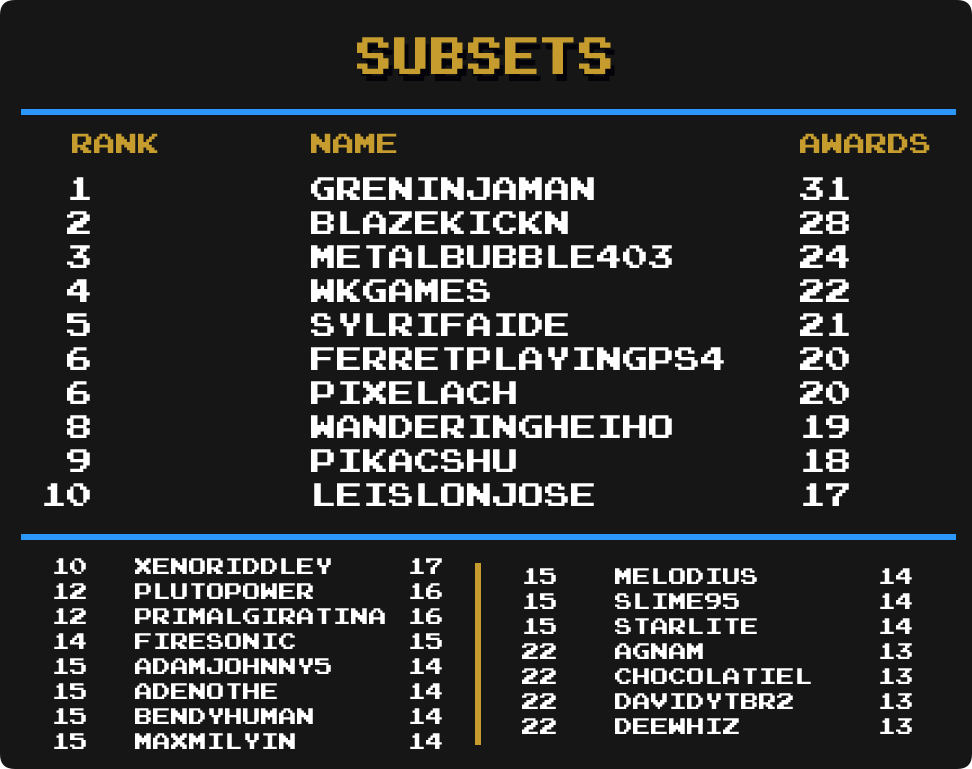 SUBSETS
RANK NAME AWARDS
1 GRENINJAMAN 31
2 BLAZEKICKN 28
3 METALBUBBLE403 24
4 WKGAMES 22
5 SYLRIFAIDE 21
6 FERRETPLAYINGPS4 20
6 PIXELACH 20
8 WANDERINGHEIHO 19
9 PIKACSHU 18
10 LEISLONJOSE 17
10 XENORIDDLEY 17
12 PLUTOPOWER 16
12 PRIMALGIRATINA 16
14 FIRESONIC 15
15 ADAMJOHNNY5 14
15 ADENOTHE 14
15 BENDYHUMAN 14
15 MAXMILYIN 14
15 MELODIUS 14
15 SLIME95 14
15 STARLITE 14
22 AGNAM 13
22 CHOCOLATIEL 13
22 DAVIDYTBR2 13
22 DEEWHIZ 13